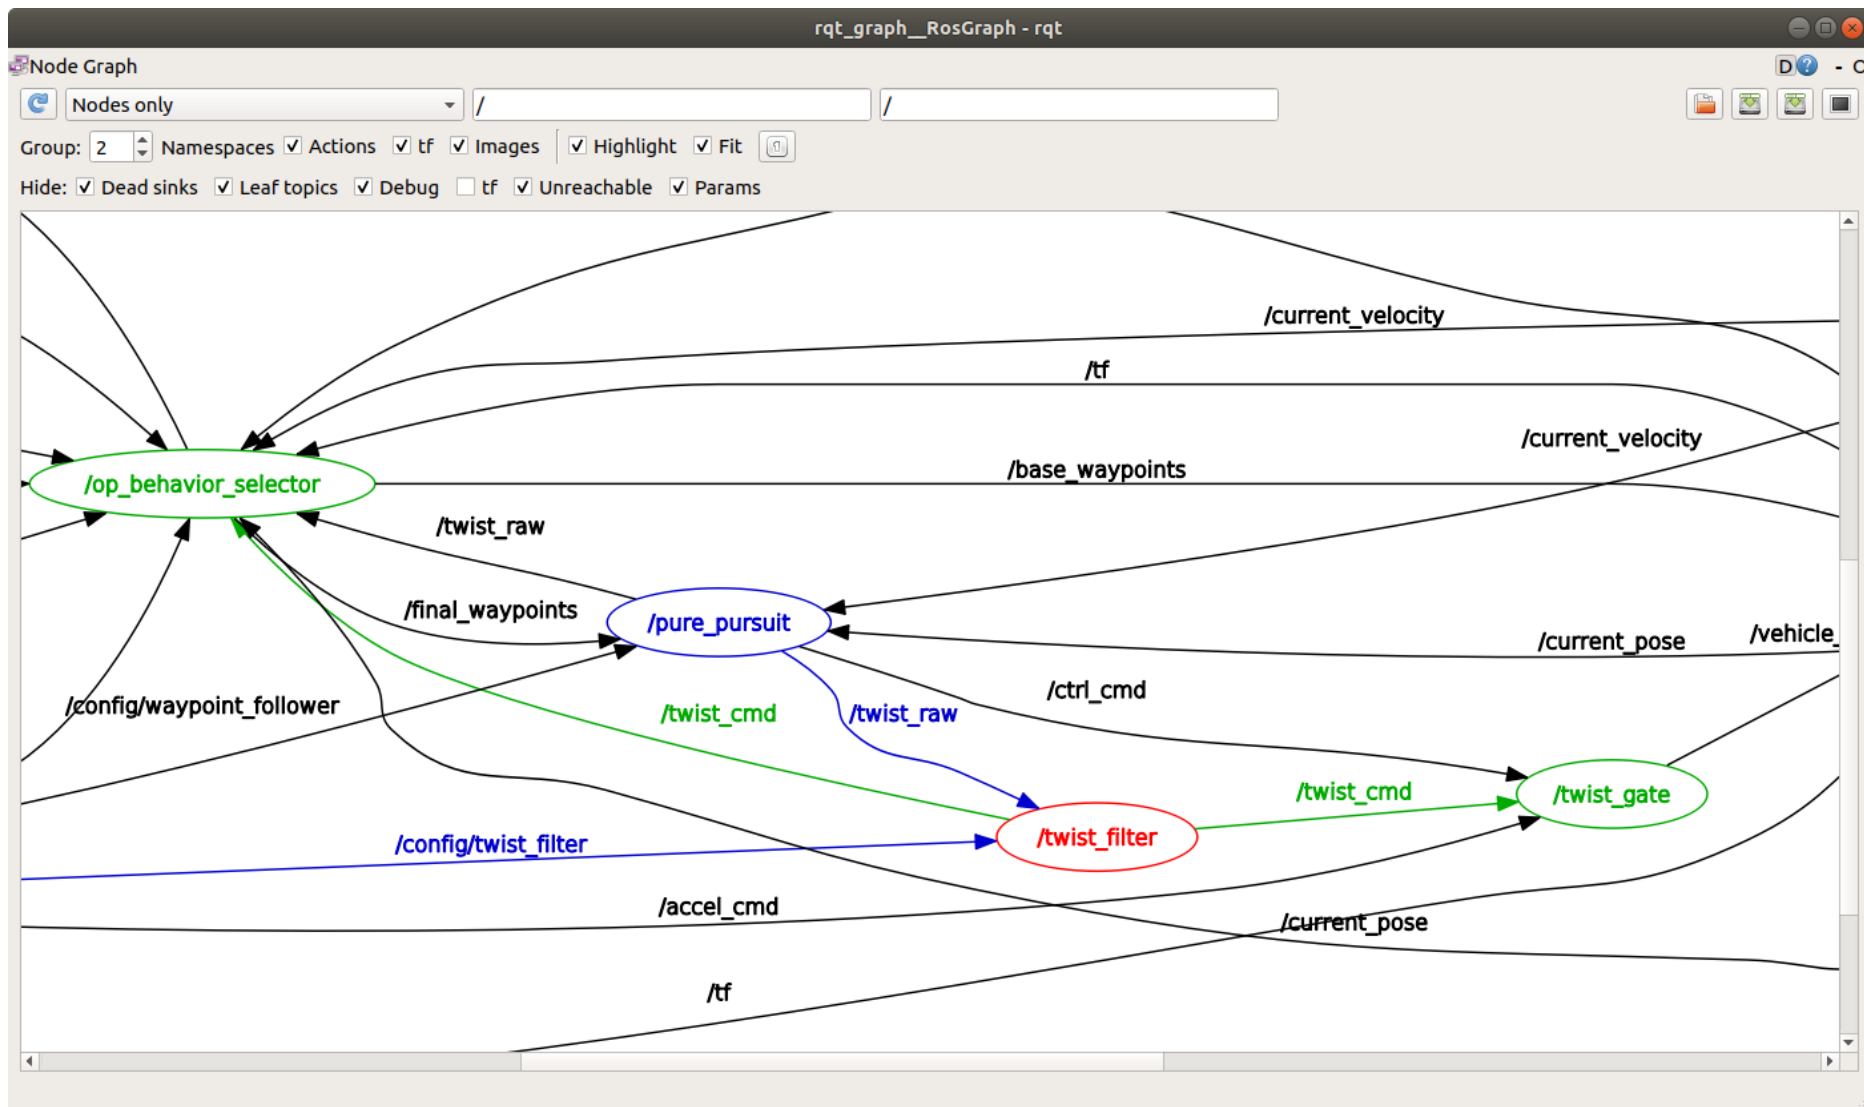 rqt_graph__RosGraph - rqt
Node Graph
D ? - O
Nodes only / /
Group: 2 Namespaces Actions tf Images Highlight Fit
Hide: Dead sinks Leaf topics Debug tf Unreachable Params
/current_velocity
/tf
/current_velocity
/base_waypoints
/op_behavior_selector
/twist_raw
/final_waypoints
/pure_pursuit
/current_pose
/vehicle_
/ctrl_cmd
/config/waypoint_follower
/twist_cmd
/twist_raw
/twist_cmd
/twist_gate
/config/twist_filter
/twist_filter
/accel_cmd
/current_pose
/tf